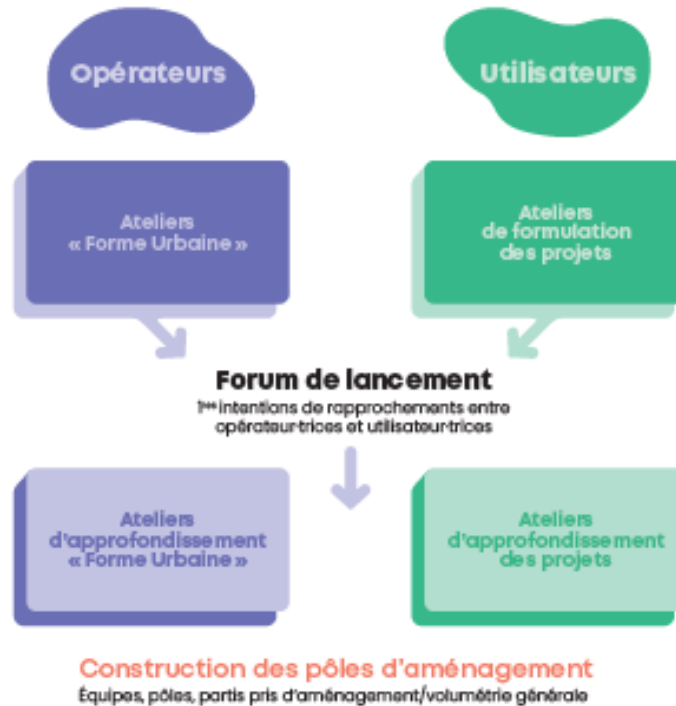 Opérateurs
Utilisateurs
Ateliers
« Forme Urbaine »
Ateliers
de formulation
des projets
Forum de lancement
1ères intentions de rapprochements entre
opérateur·trices et utilisateur·trices
Ateliers
d'approfondissement
« Forme Urbaine »
Ateliers
d'approfondissement
des projets
Construction des pôles d'aménagement
Équipes, pôles, partis pris d'aménagement/volumétrie générale